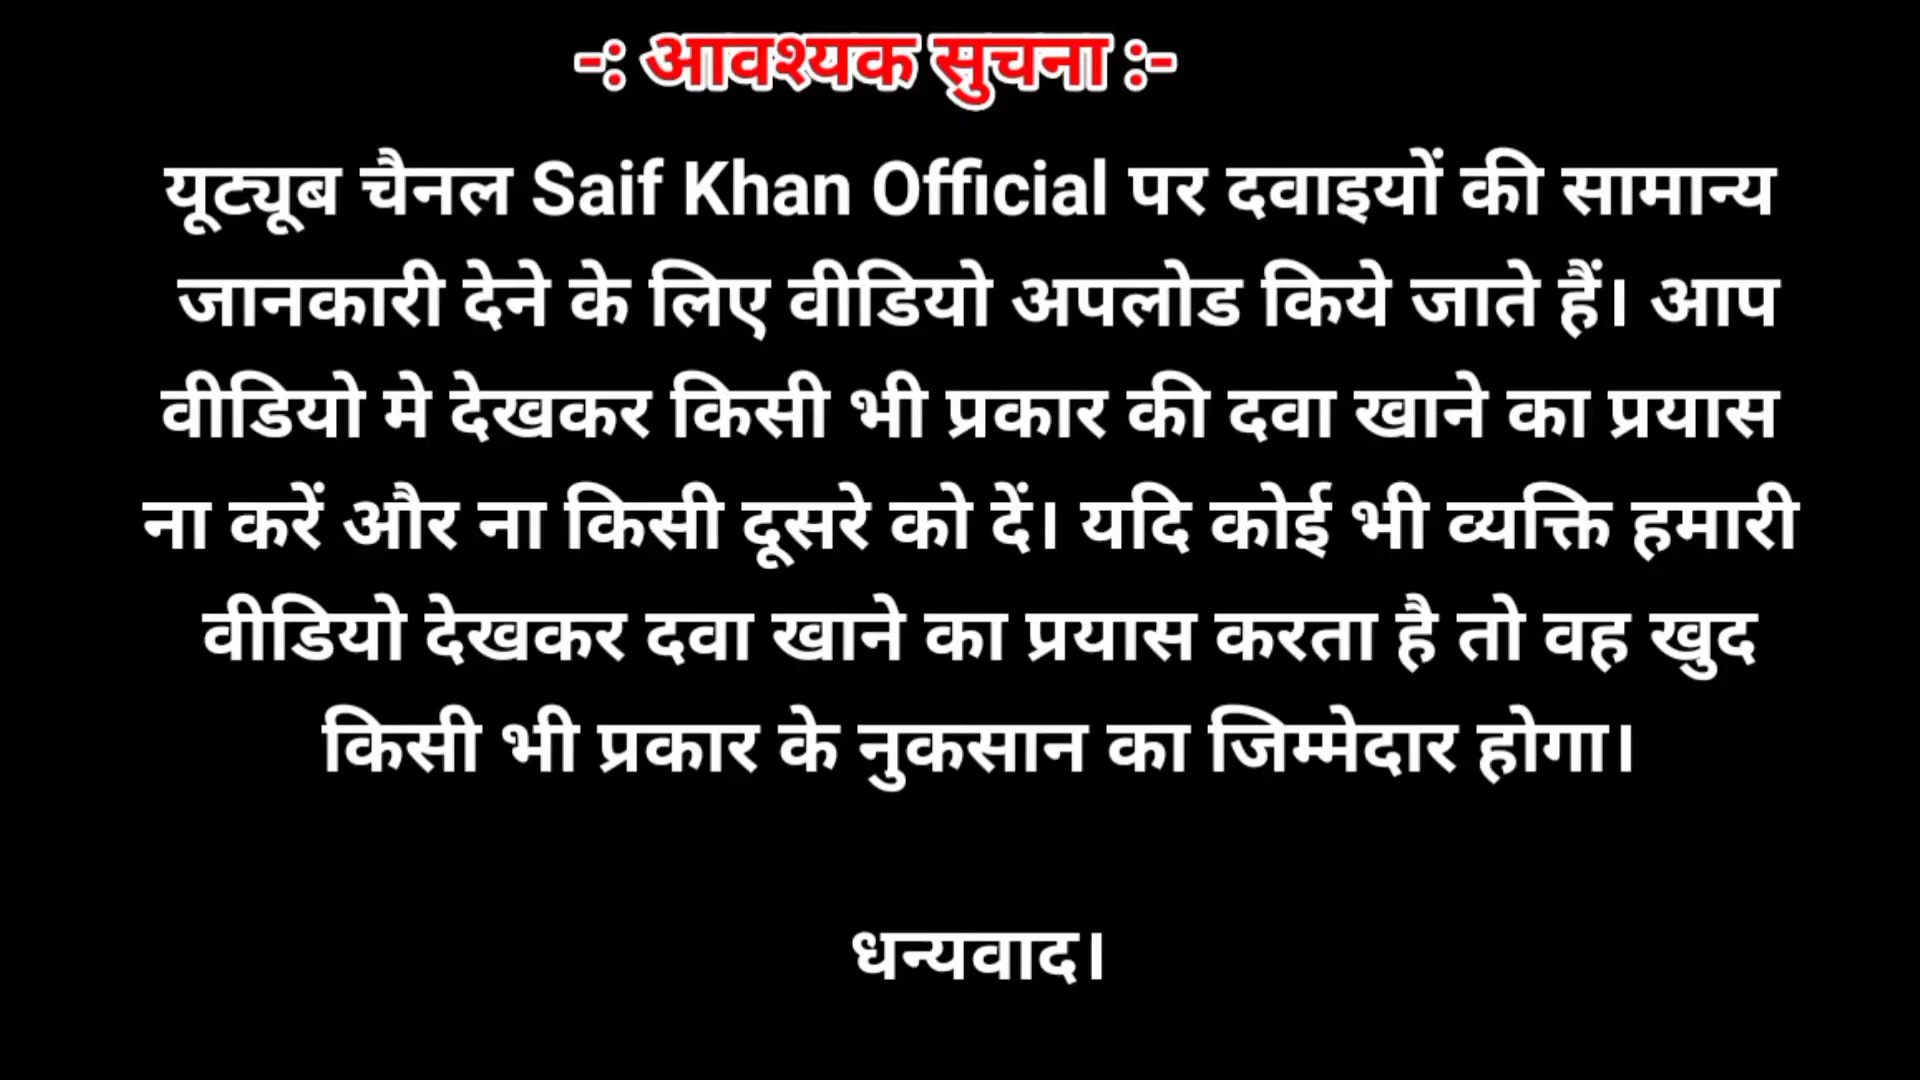 -: आवश्यक सुचना :-
यूट्यूब चैनल Saif Khan Official पर दवाइयों की सामान्य
जानकारी देने के लिए वीडियो अपलोड किये जाते हैं। आप
वीडियो मे देखकर किसी भी प्रकार की दवा खाने का प्रयास
ना करें और ना किसी दूसरे को दें। यदि कोई भी व्यक्ति हमारी
वीडियो देखकर दवा खाने का प्रयास करता है तो वह खुद
किसी भी प्रकार के नुकसान का जिम्मेदार होगा।
धन्यवाद।